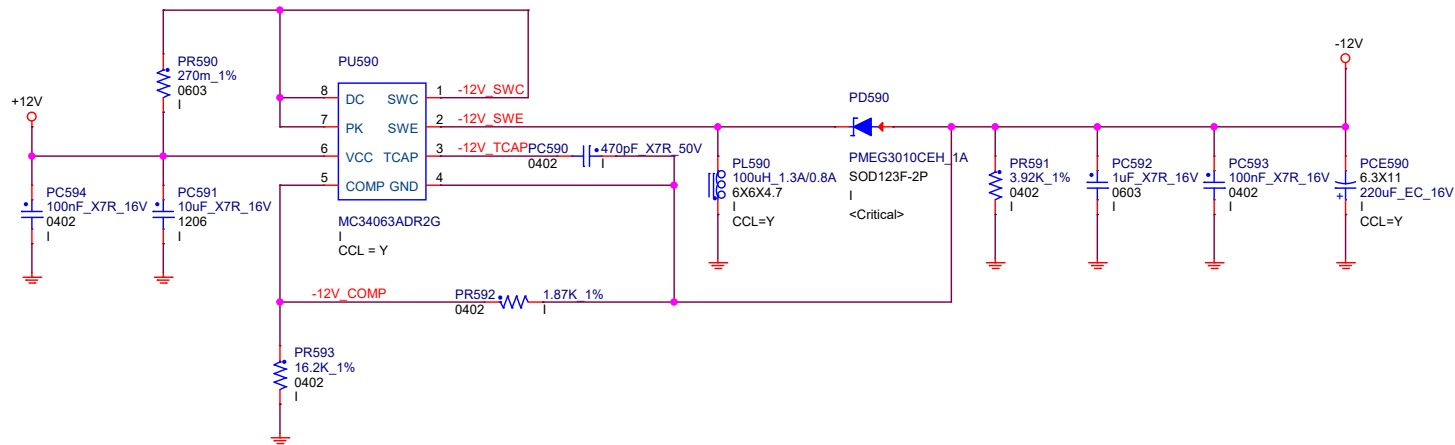 -12V
PR590
270m_1%
0603
I
PU590
+12V
8
DC
SWC
1
-12V_SWC
7
PK
SWE
2
-12V_SWE
6
VCC
TCAP
3
-12V_TCAP
5
COMP
GND
4
PC590
0402
470pF_X7R_50V
I
MC34063ADR2G
I
CCL = Y
PC594
100nF_X7R_16V
0402
I
PC591
10uF_X7R_16V
1206
I
PL590
100uH_1.3A/0.8A
6X6X4.7
I
CCL=Y
PD590
PMEG3010CEH_1A
SOD123F-2P
I
<Critical>
PR591
3.92K_1%
0402
I
PC592
1uF_X7R_16V
0603
I
PC593
100nF_X7R_16V
0402
I
PCE590
6.3X11
220uF_EC_16V
I
CCL=Y
+
-12V_COMP
PR592
0402
1.87K_1%
I
PR593
16.2K_1%
0402
I